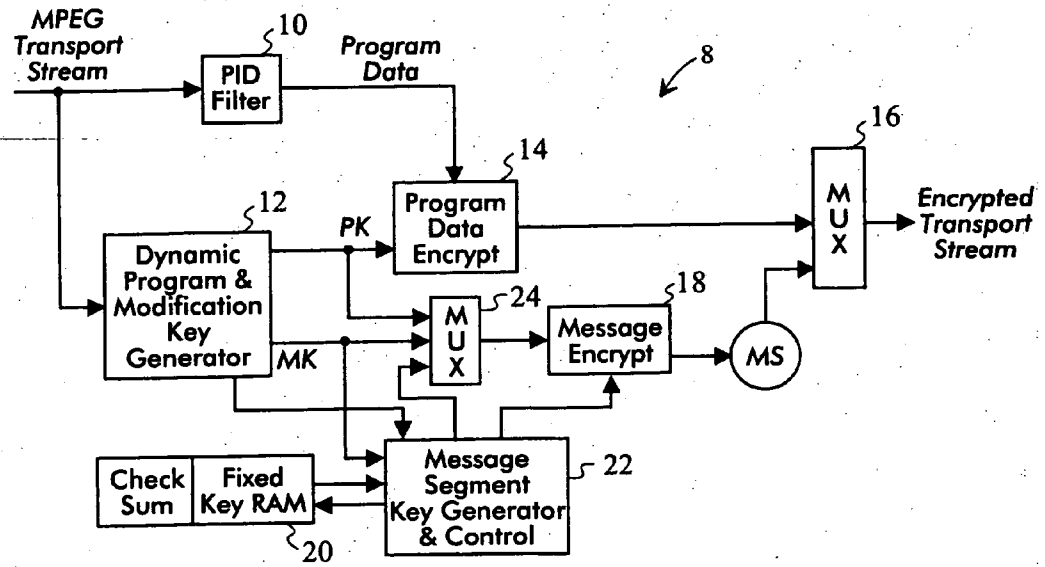 MPEG
Transport
Stream
10
PID
Filter
Program
Data
8
16
MUX
Encrypted
Transport
Stream
14
Program
Data
Encrypt
12
Dynamic
Program &
Modification
Key
Generator
PK
MK
24
MUX
18
Message
Encrypt
MS
Check
Sum
Fixed
Key RAM
20
Message
Segment
Key Generator
& Control
22